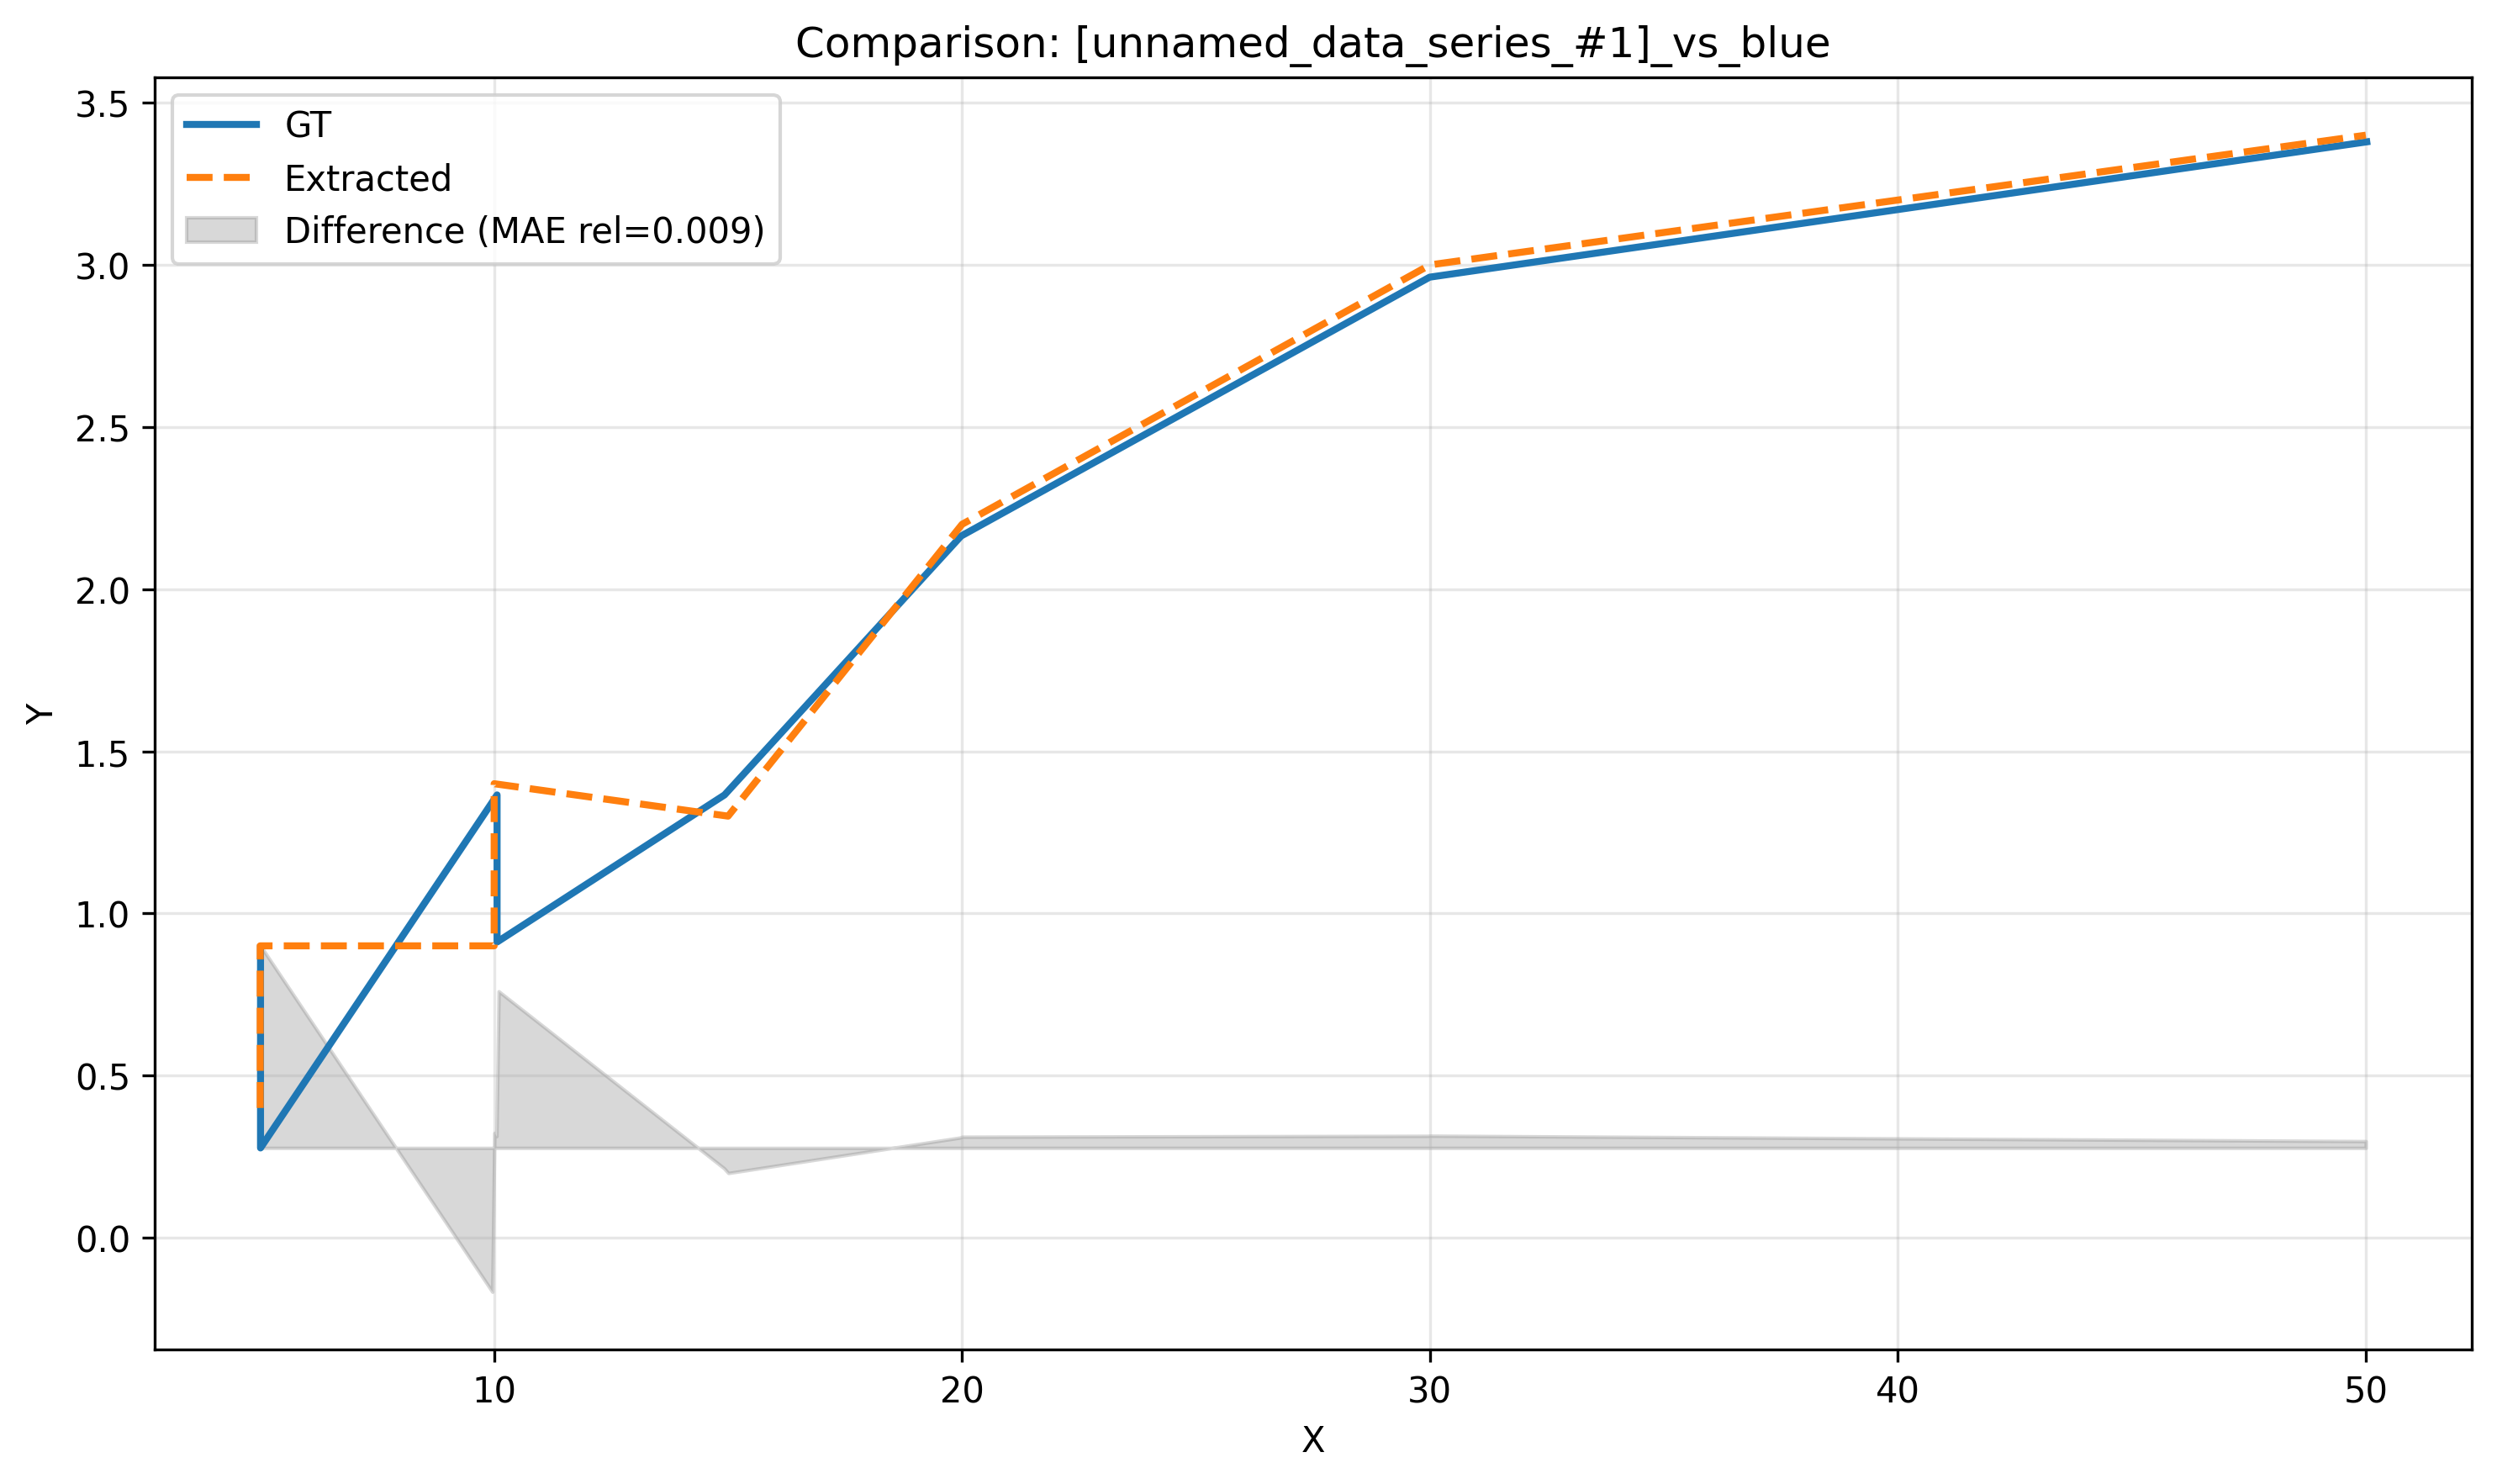 Comparison: [unnamed_data_series_#1]_vs_blue
GT
Extracted
Difference (MAE rel=0.009)
3.5
3.0
2.5
2.0
1.5
1.0
0.5
0.0
Y
10
20
30
40
50
X